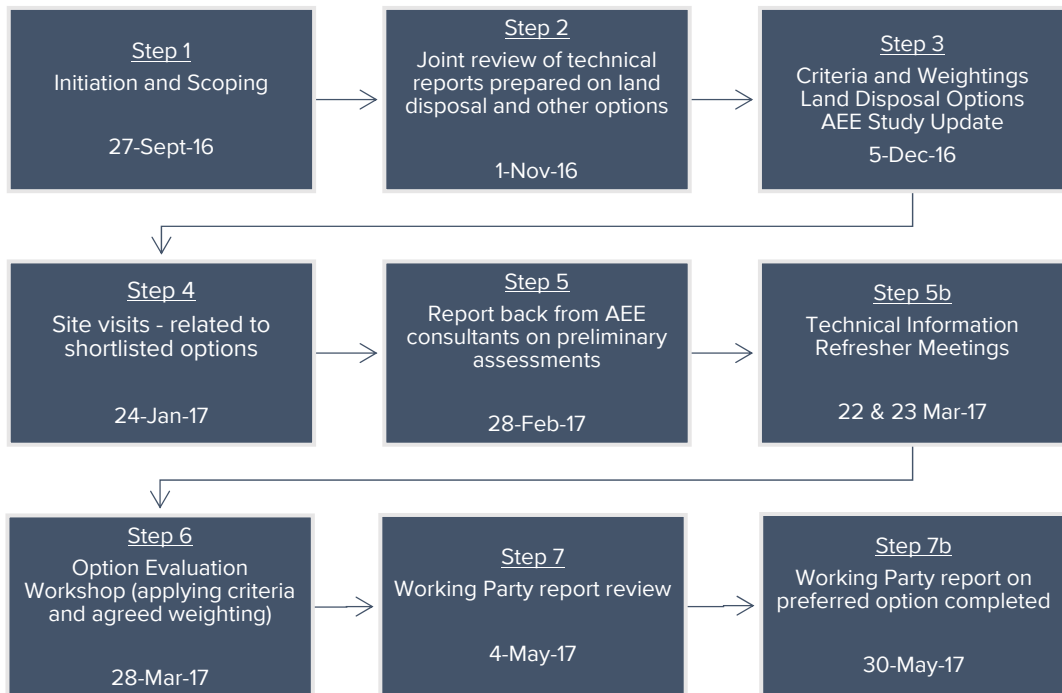 Step 1
Initiation and Scoping
27-Sept-16
Step 2
Joint review of technical
reports prepared on land
disposal and other options
1-Nov-16
Step 3
Criteria and Weightings
Land Disposal Options
AEE Study Update
5-Dec-16
Step 4
Site visits - related to
shortlisted options
24-Jan-17
Step 5
Report back from AEE
consultants on preliminary
assessments
28-Feb-17
Step 5b
Technical Information
Refresher Meetings
22 & 23 Mar-17
Step 6
Option Evaluation
Workshop (applying criteria
and agreed weighting)
28-Mar-17
Step 7
Working Party report review
4-May-17
Step 7b
Working Party report on
preferred option completed
30-May-17